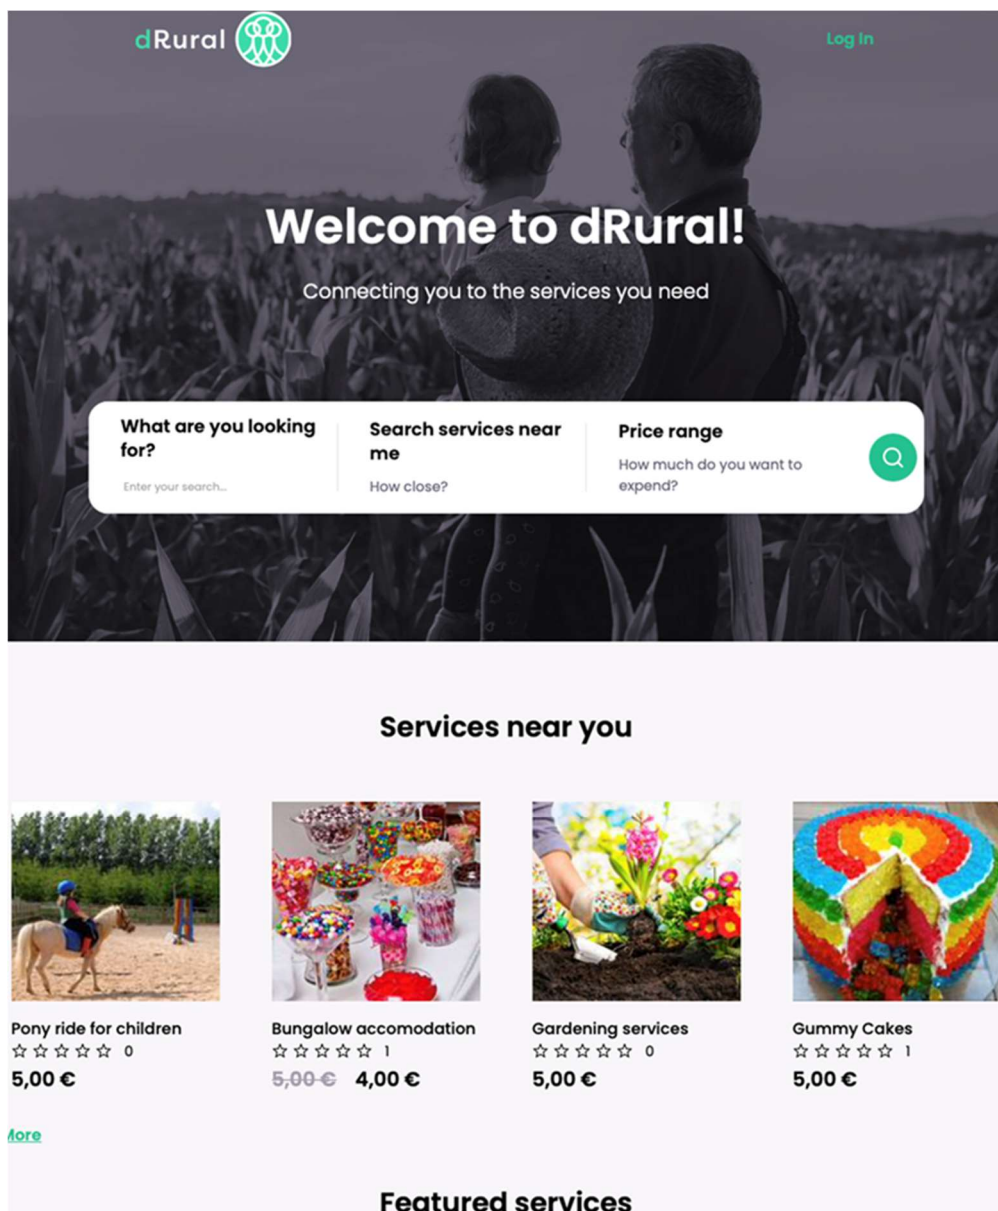 dRural
Log In
Welcome to dRural!
Connecting you to the services you need
What are you looking
for?
Enter your search...
Search services near
me
How close?
Price range
How much do you want to
expend?
Services near you
Pony ride for children
0
5,00 €
Bungalow accomodation
1
5,00 € 4,00 €
Gardening services
0
5,00 €
Gummy Cakes
1
5,00 €
More
Featured services